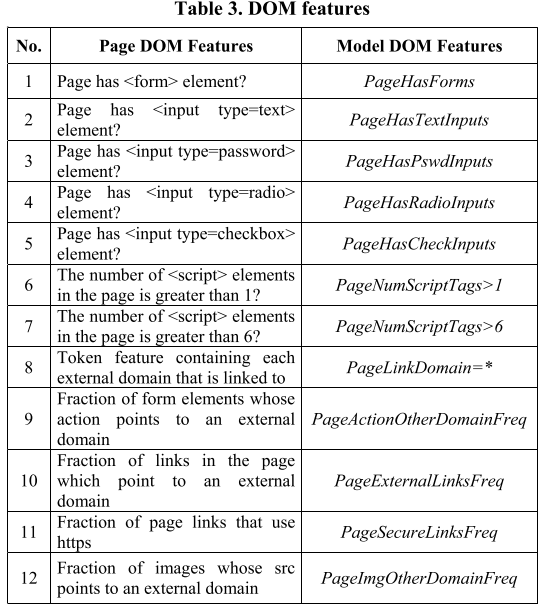 Table 3. DOM features
No. Page DOM Features Model DOM Features
1 Page has <form> element? PageHasForms
2 Page has <input type=text>
element? PageHasTextInputs
3 Page has <input type=password>
element? PageHasPswdInputs
4 Page has <input type=radio>
element? PageHasRadioInputs
5 Page has <input type=checkbox>
element? PageHasCheckInputs
6 The number of <script> elements
in the page is greater than 1? PageNumScriptTags>1
7 The number of <script> elements
in the page is greater than 6? PageNumScriptTags>6
8 Token feature containing each
external domain that is linked to PageLinkDomain=*
9 Fraction of form elements whose
action points to an external
domain PageActionOtherDomainFreq
10 Fraction of links in the page
which point to an external
domain PageExternalLinksFreq
11 Fraction of page links that use
https PageSecureLinksFreq
12 Fraction of images whose src
points to an external domain PageImgOtherDomainFreq